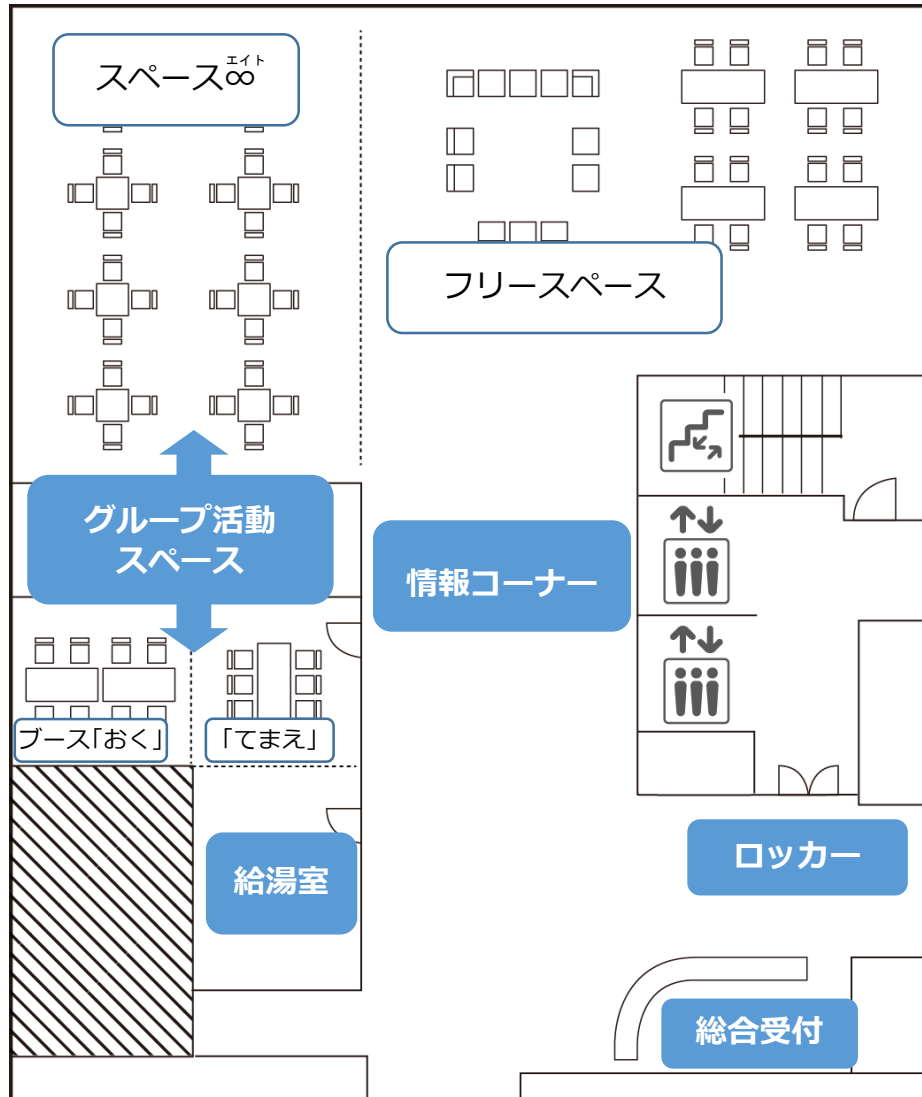 エイト
スペース∞
フリースペース
グループ活動
スペース
情報コーナー
ブース「おく」
「てまえ」
給湯室
ロッカー
総合受付